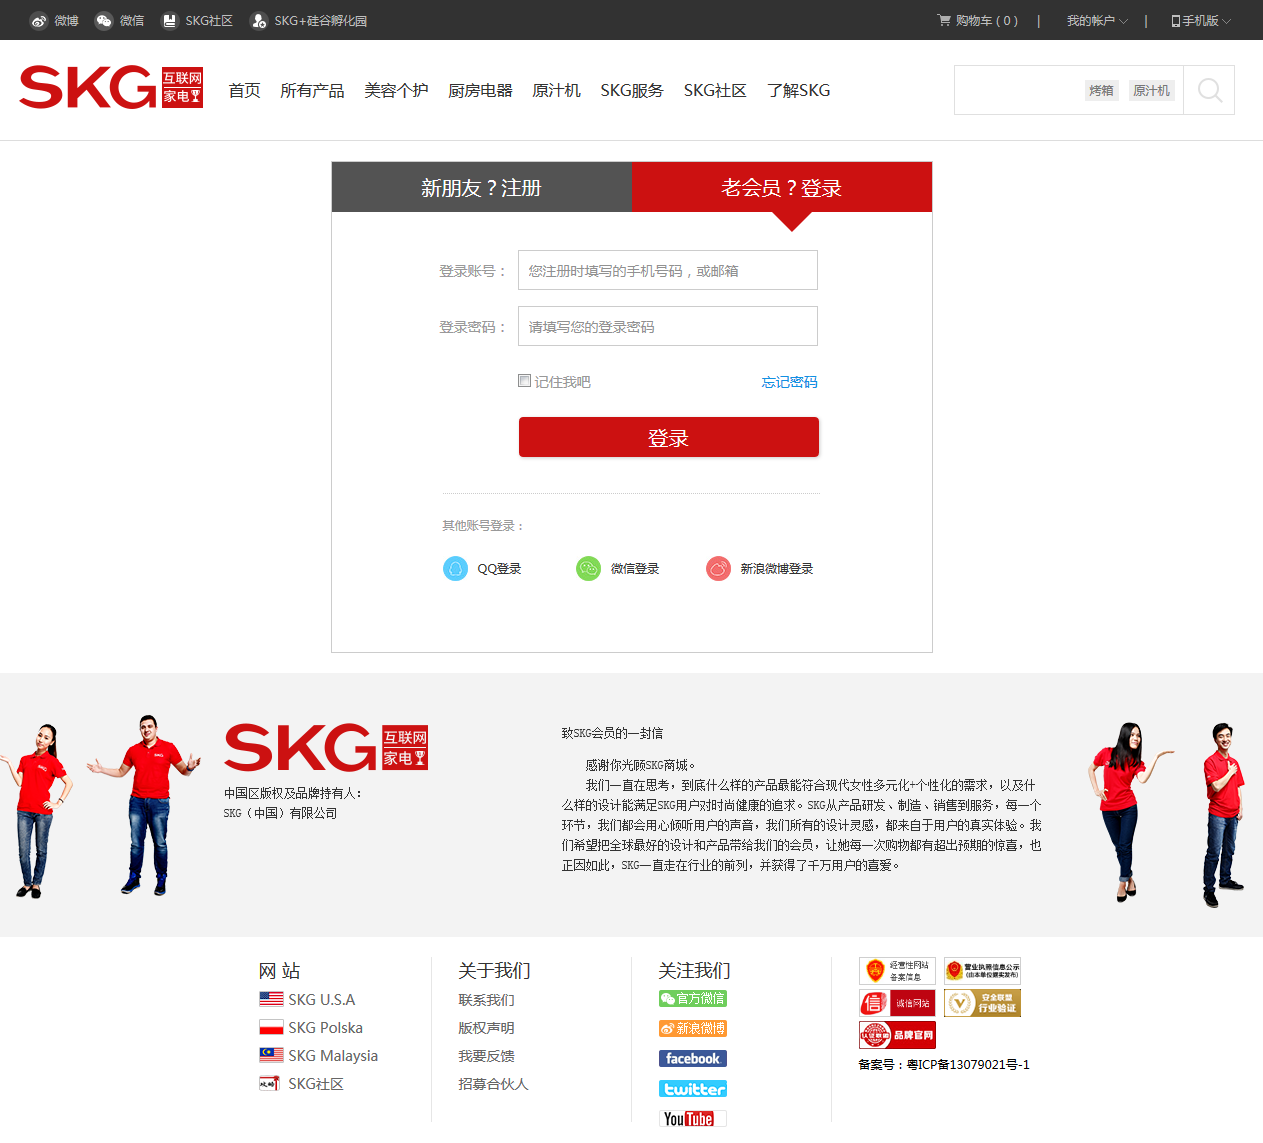 微博 微信 SKG社区 SKG+硅谷孵化园 购物车 ( 0 ) | 我的帐户 | 手机版
SKG 互联网家电 首页 所有产品 美容个护 厨房电器 原汁机 SKG服务 SKG社区 了解SKG 烤箱 原汁机
新朋友？注册 老会员？登录
登录账号： 您注册时填写的手机号码，或邮箱
登录密码： 请填写您的登录密码
记住我吧 忘记密码
登录
其他账号登录：
QQ登录 微信登录 新浪微博登录
SKG 互联网家电
中国区版权及品牌持有人：
SKG（中国）有限公司
致SKG会员的一封信
感谢你光顾SKG商城。
我们一直在思考，到底什么样的产品最能符合现代女性多元化+个性化的需求，以及什
么样的设计能满足SKG用户对时尚健康的追求。SKG从产品研发、制造、销售到服务，每一个
环节，我们都会用心倾听用户的声音，我们所有的设计灵感，都来自于用户的真实体验。我
们希望把全球最好的设计和产品带给我们的会员，让她每一次购物都有超出预期的惊喜，也
正因如此，SKG一直走在行业的前列，并获得了千万用户的喜爱。
网 站
SKG U.S.A
SKG Polska
SKG Malaysia
SKG社区
关于我们
联系我们
版权声明
我要反馈
招募合伙人
关注我们
官方微信
新浪微博
facebook
twitter
YouTube
经营性网站
备案信息
营业执照信息公示
(由本单位据实发布)
信 诚信网站
安全联盟
行业验证
认证联盟 品牌官网
备案号：粤ICP备13079021号-1